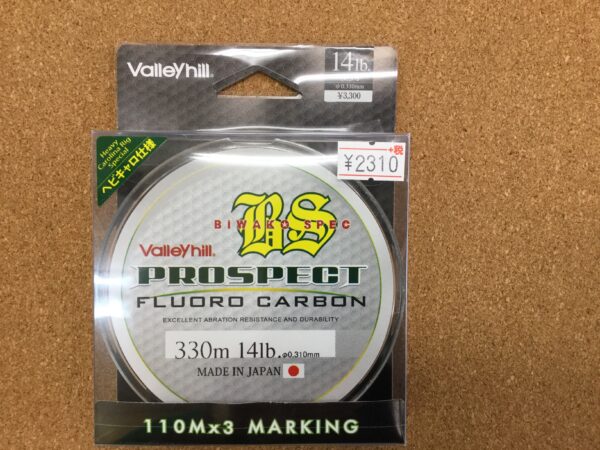 ValleyHill
14lb.
φ0.310mm
¥3,300
Heavy
Carolina Rig
Special
ヘビキャロ仕様
+税
¥2310
BS
BIWAKO SPEC
ValleyHill
PROSPECT
FLUORO CARBON
EXCELLENT ABRATION RESISTANCE AND DURABILITY
330m 14lb. φ0.310mm
MADE IN JAPAN
110M×3 MARKING